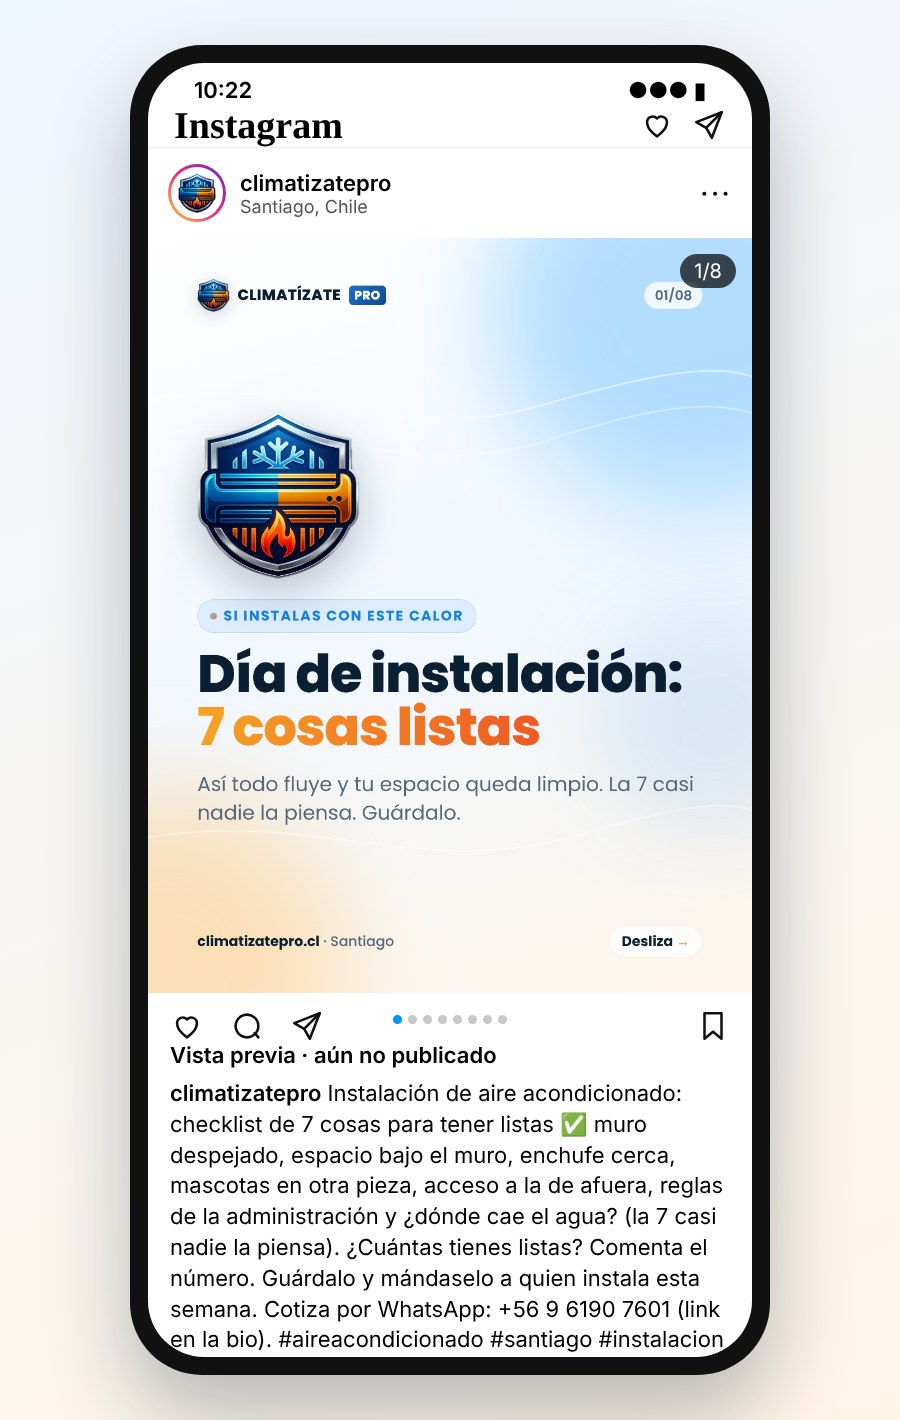 10:22
Instagram
climatizatepro
Santiago, Chile
1/8
CLIMATÍZATE PRO
01/08
SI INSTALAS CON ESTE CALOR
Día de instalación:
7 cosas listas
Así todo fluye y tu espacio queda limpio. La 7 casi
nadie la piensa. Guárdalo.
climatizatepro.cl · Santiago
Desliza →
Vista previa · aún no publicado
climatizatepro Instalación de aire acondicionado:
checklist de 7 cosas para tener listas ✅ muro
despejado, espacio bajo el muro, enchufe cerca,
mascotas en otra pieza, acceso a la de afuera, reglas
de la administración y ¿dónde cae el agua? (la 7 casi
nadie la piensa). ¿Cuántas tienes listas? Comenta el
número. Guárdalo y mándaselo a quien instala esta
semana. Cotiza por WhatsApp: +56 9 6190 7601 (link
en la bio). #aireacondicionado #santiago #instalacion